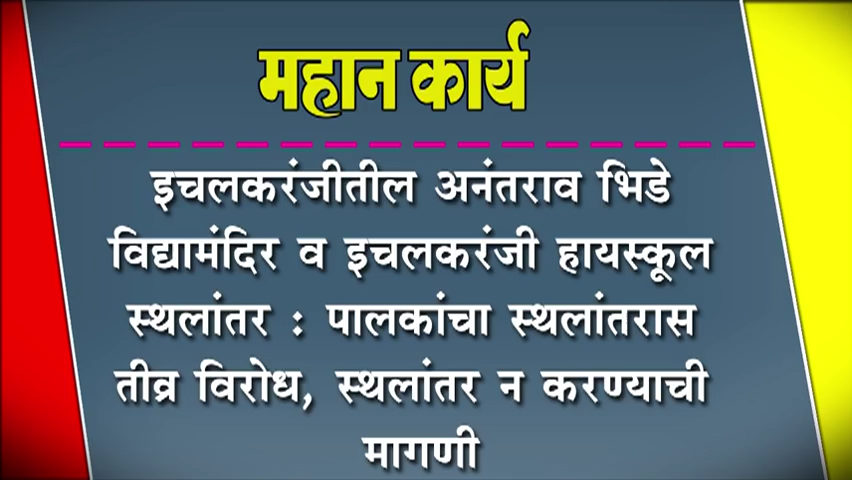 महान कार्य
इचलकरंजीतील अनंतराव भिडे
विद्यामंदिर व इचलकरंजी हायस्कूल
स्थलांतर : पालकांचा स्थलांतरास
तीव्र विरोध, स्थलांतर न करण्याची
मागणी